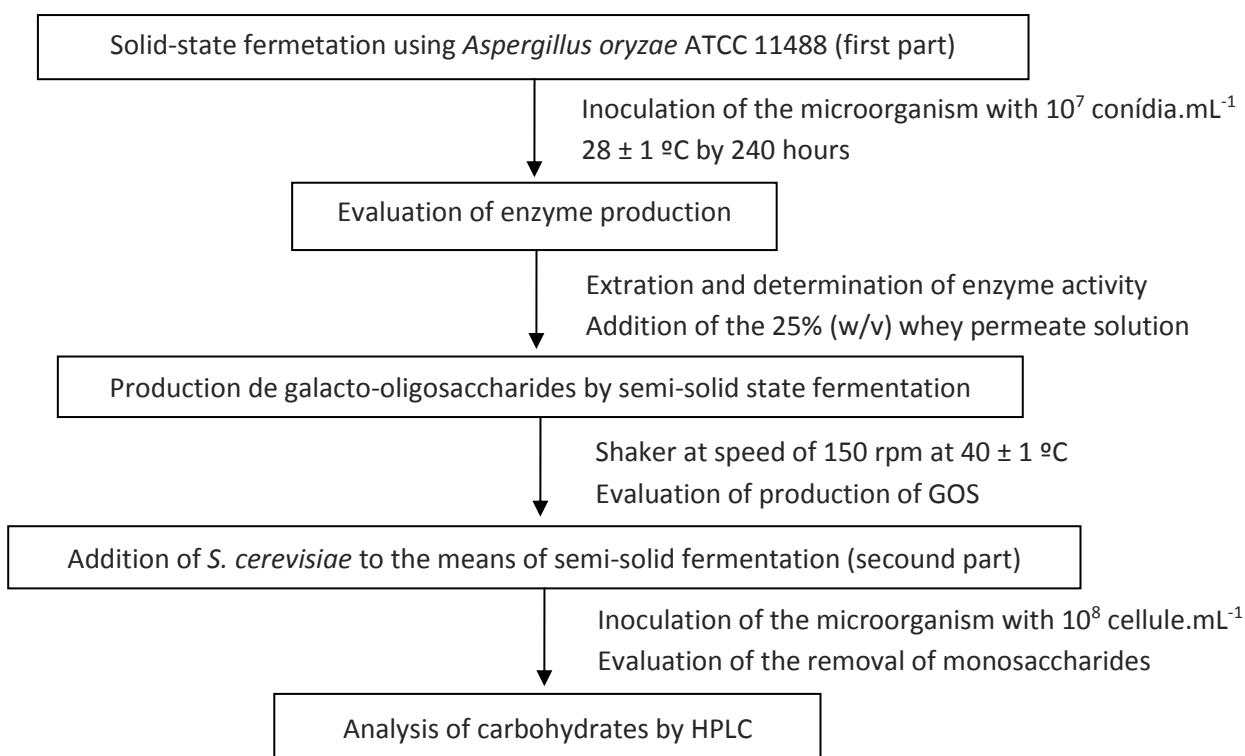 Solid-state fermetation using Aspergillus oryzae ATCC 11488 (first part)
Inoculation of the microorganism with 10⁷ conídia.mL⁻¹
28 ± 1 ºC by 240 hours
Evaluation of enzyme production
Extration and determination of enzyme activity
Addition of the 25% (w/v) whey permeate solution
Production de galacto-oligosaccharides by semi-solid state fermentation
Shaker at speed of 150 rpm at 40 ± 1 ºC
Evaluation of production of GOS
Addition of S. cerevisiae to the means of semi-solid fermentation (secound part)
Inoculation of the microorganism with 10⁸ cellule.mL⁻¹
Evaluation of the removal of monosaccharides
Analysis of carbohydrates by HPLC